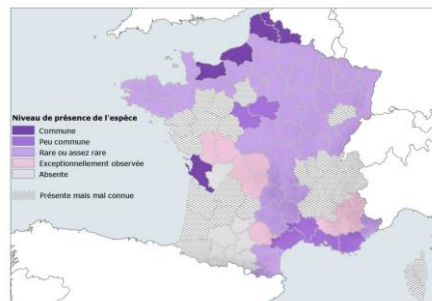 Niveau de présence de l'espèce
Commune
Peu commune
Rare ou assez rare
Exceptionnellement observée
Absente
Présente mais mal connue